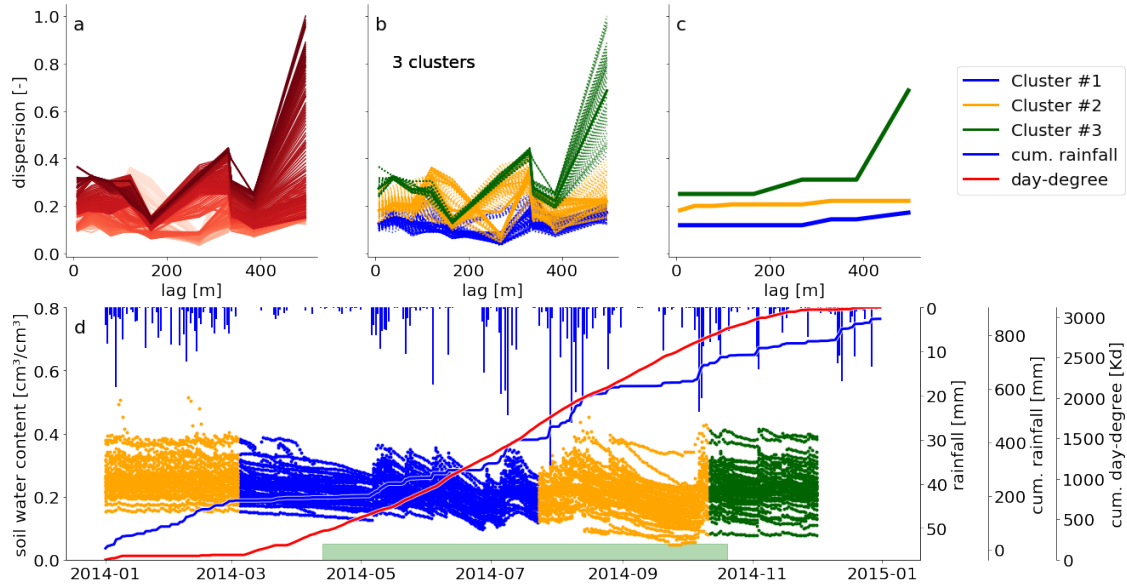 a
b
c
3 clusters
dispersion [-]
1.0
0.8
0.6
0.4
0.2
0.0
0 200 400
0 200 400
0 200 400
lag [m]
lag [m]
lag [m]
Cluster #1
Cluster #2
Cluster #3
cum. rainfall
day-degree
d
soil water content [cm³/cm³]
0.8
0.6
0.4
0.2
0.0
2014-01 2014-03 2014-05 2014-07 2014-09 2014-11 2015-01
0
10
20
30
40
50
rainfall [mm]
800
600
400
200
0
cum. rainfall [mm]
3000
2500
2000
1500
1000
500
0
cum. day-degree [Kd]